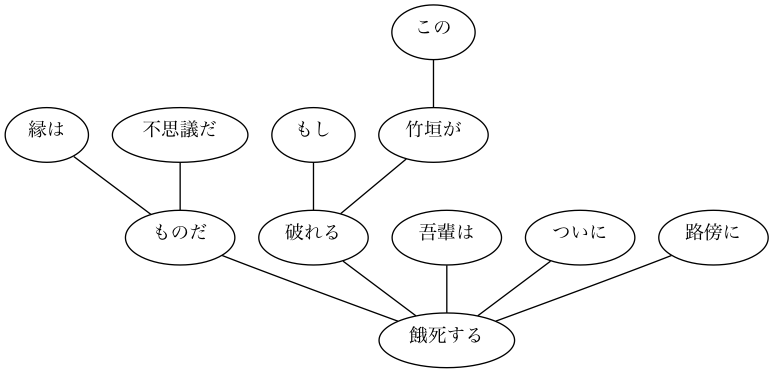 この
縁は
不思議だ
もし
竹垣が
ものだ
破れる
吾輩は
ついに
路傍に
餓死する